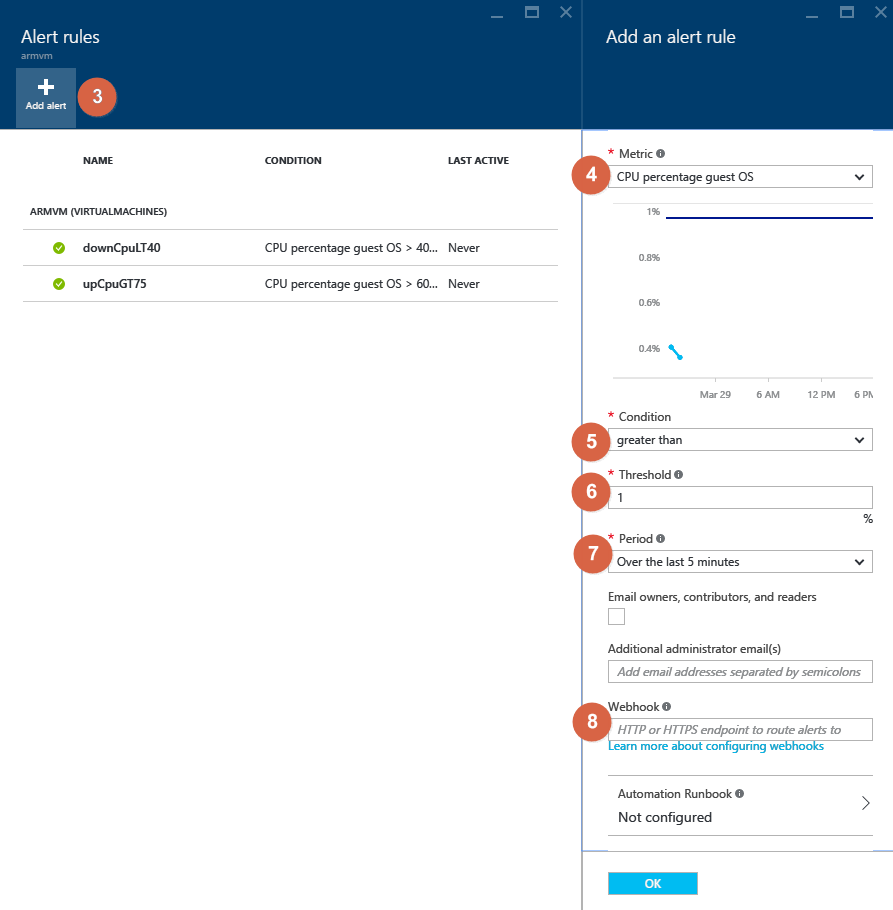 Alert rules
armvm
Add alert
3
NAME CONDITION LAST ACTIVE
ARMVM (VIRTUALMACHINES)
downCpuLT40 CPU percentage guest OS > 40... Never
upCpuGT75 CPU percentage guest OS > 60... Never
Add an alert rule
* Metric
4
CPU percentage guest OS
1%
0.8%
0.6%
0.4%
Mar 29 6 AM 12 PM 6 PM
* Condition
5
greater than
* Threshold
6
1
%
* Period
7
Over the last 5 minutes
Email owners, contributors, and readers
Additional administrator email(s)
Add email addresses separated by semicolons
Webhook
8
HTTP or HTTPS endpoint to route alerts to
Learn more about configuring webhooks
Automation Runbook
Not configured
OK